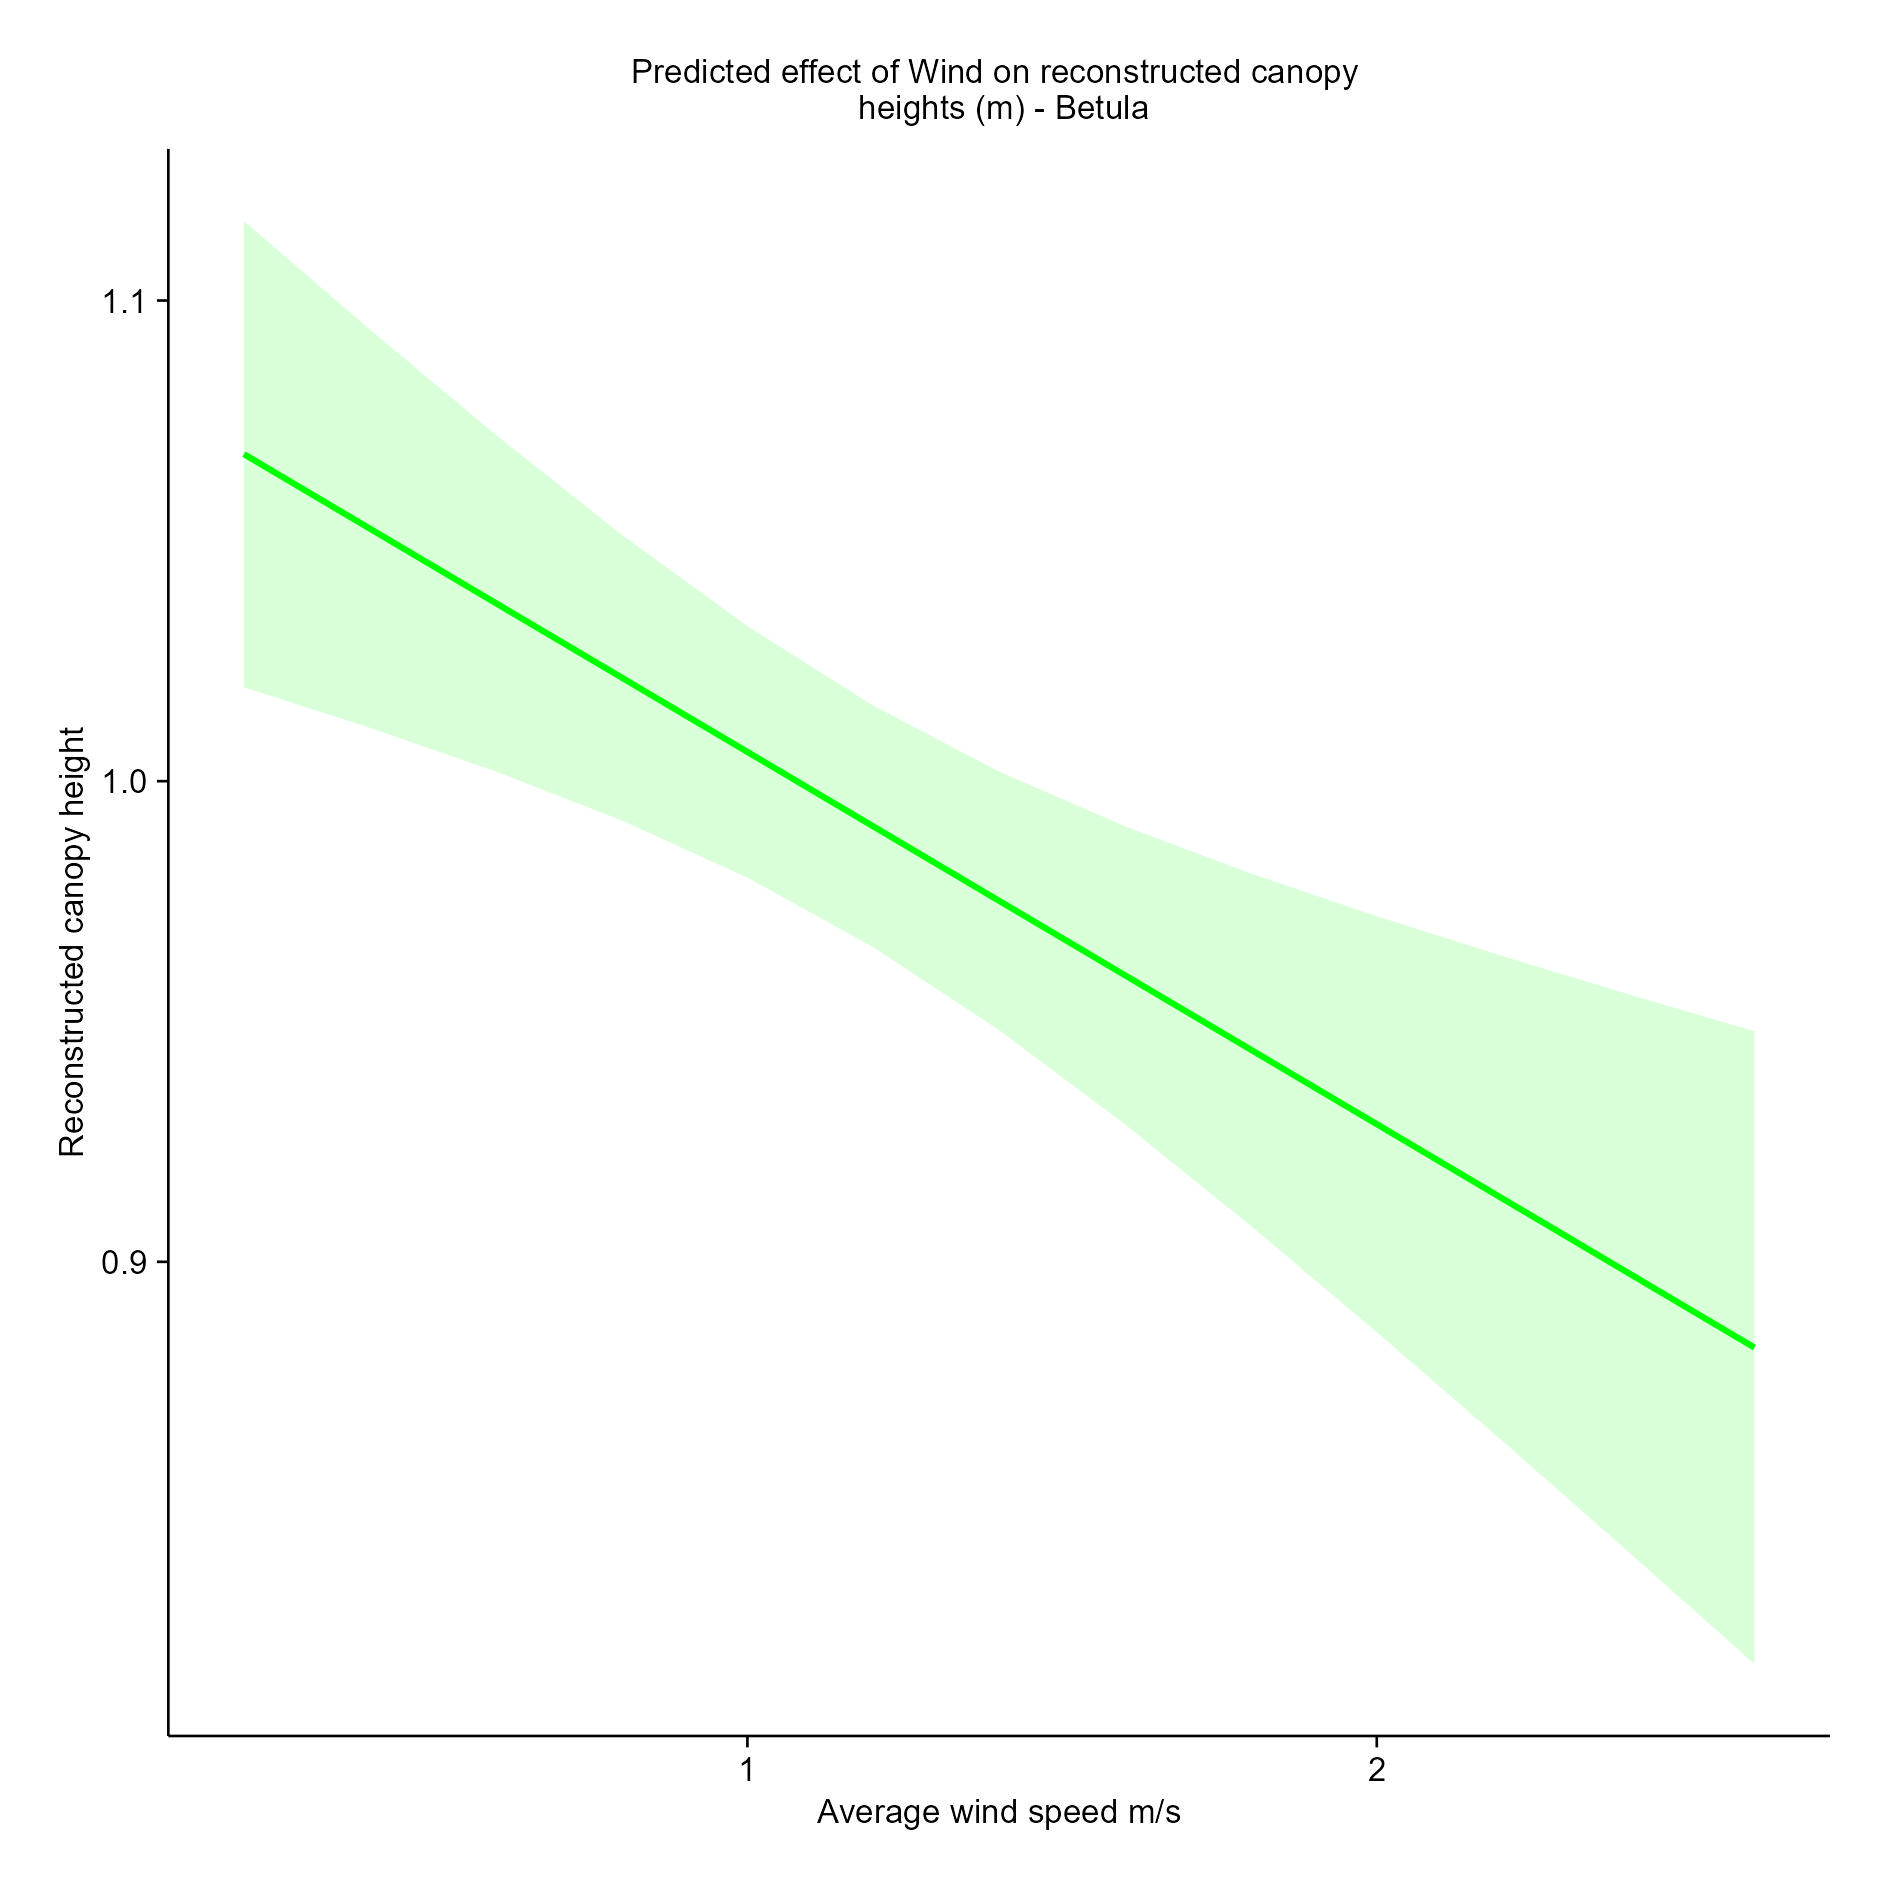 Predicted effect of Wind on reconstructed canopy
heights (m) - Betula
Reconstructed canopy height
1.1
1.0
0.9
1
2
Average wind speed m/s